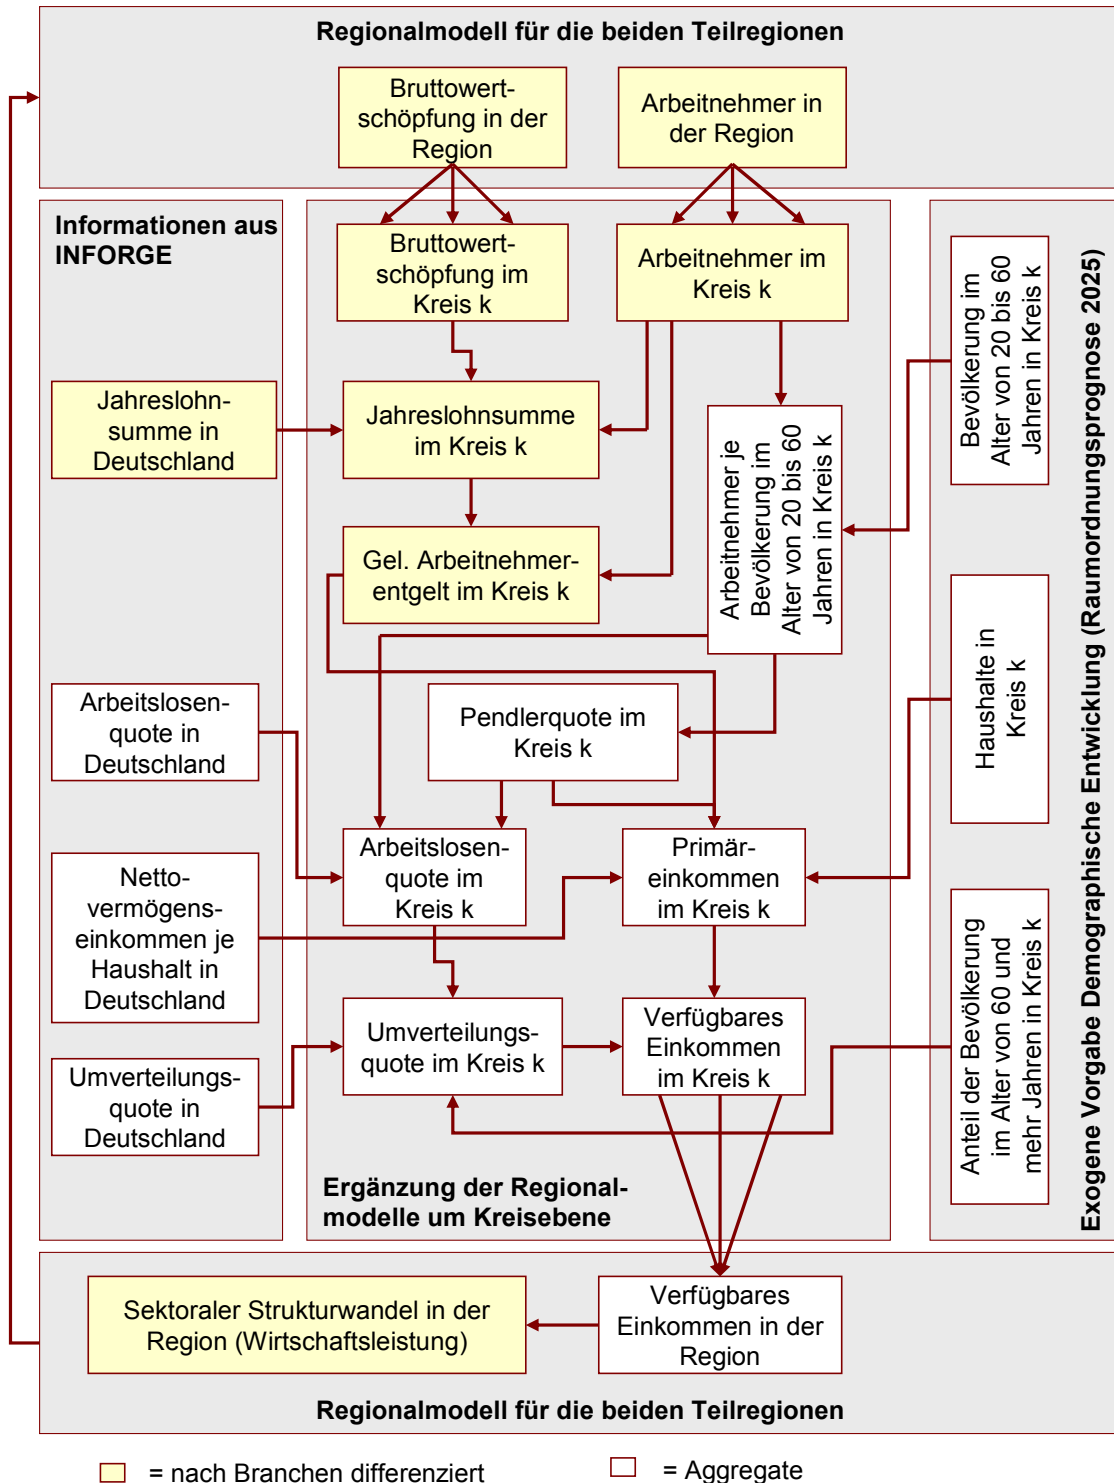 Regionalmodell für die beiden Teilregionen
Bruttowert-
schöpfung in der
Region
Arbeitnehmer in
der Region
Informationen aus
INFORGE
Bruttowert-
schöpfung im
Kreis k
Arbeitnehmer im
Kreis k
Bevölkerung im
Alter von 20 bis 60
Jahren in Kreis k
Jahreslohn-
summe in
Deutschland
Jahreslohnsumme
im Kreis k
Arbeitnehmer je
Bevölkerung im
Alter von 20 bis 60
Jahren in Kreis k
Gel. Arbeitnehmer-
entgelt im Kreis k
Haushalte in
Kreis k
Exogene Vorgabe Demographische Entwicklung (Raumordnungsprognose 2025)
Arbeitslosen-
quote in
Deutschland
Pendlerquote im
Kreis k
Arbeitslosen-
quote im
Kreis k
Primär-
einkommen
im Kreis k
Netto-
vermögens-
einkommen je
Haushalt in
Deutschland
Anteil der Bevölkerung
im Alter von 60 und
mehr Jahren in Kreis k
Umverteilungs-
quote im Kreis k
Verfügbares
Einkommen
im Kreis k
Umverteilungs-
quote in
Deutschland
Ergänzung der Regional-
modelle um Kreisebene
Sektoraler Strukturwandel in der
Region (Wirtschaftsleistung)
Verfügbares
Einkommen in der
Region
Regionalmodell für die beiden Teilregionen
= nach Branchen differenziert
= Aggregate